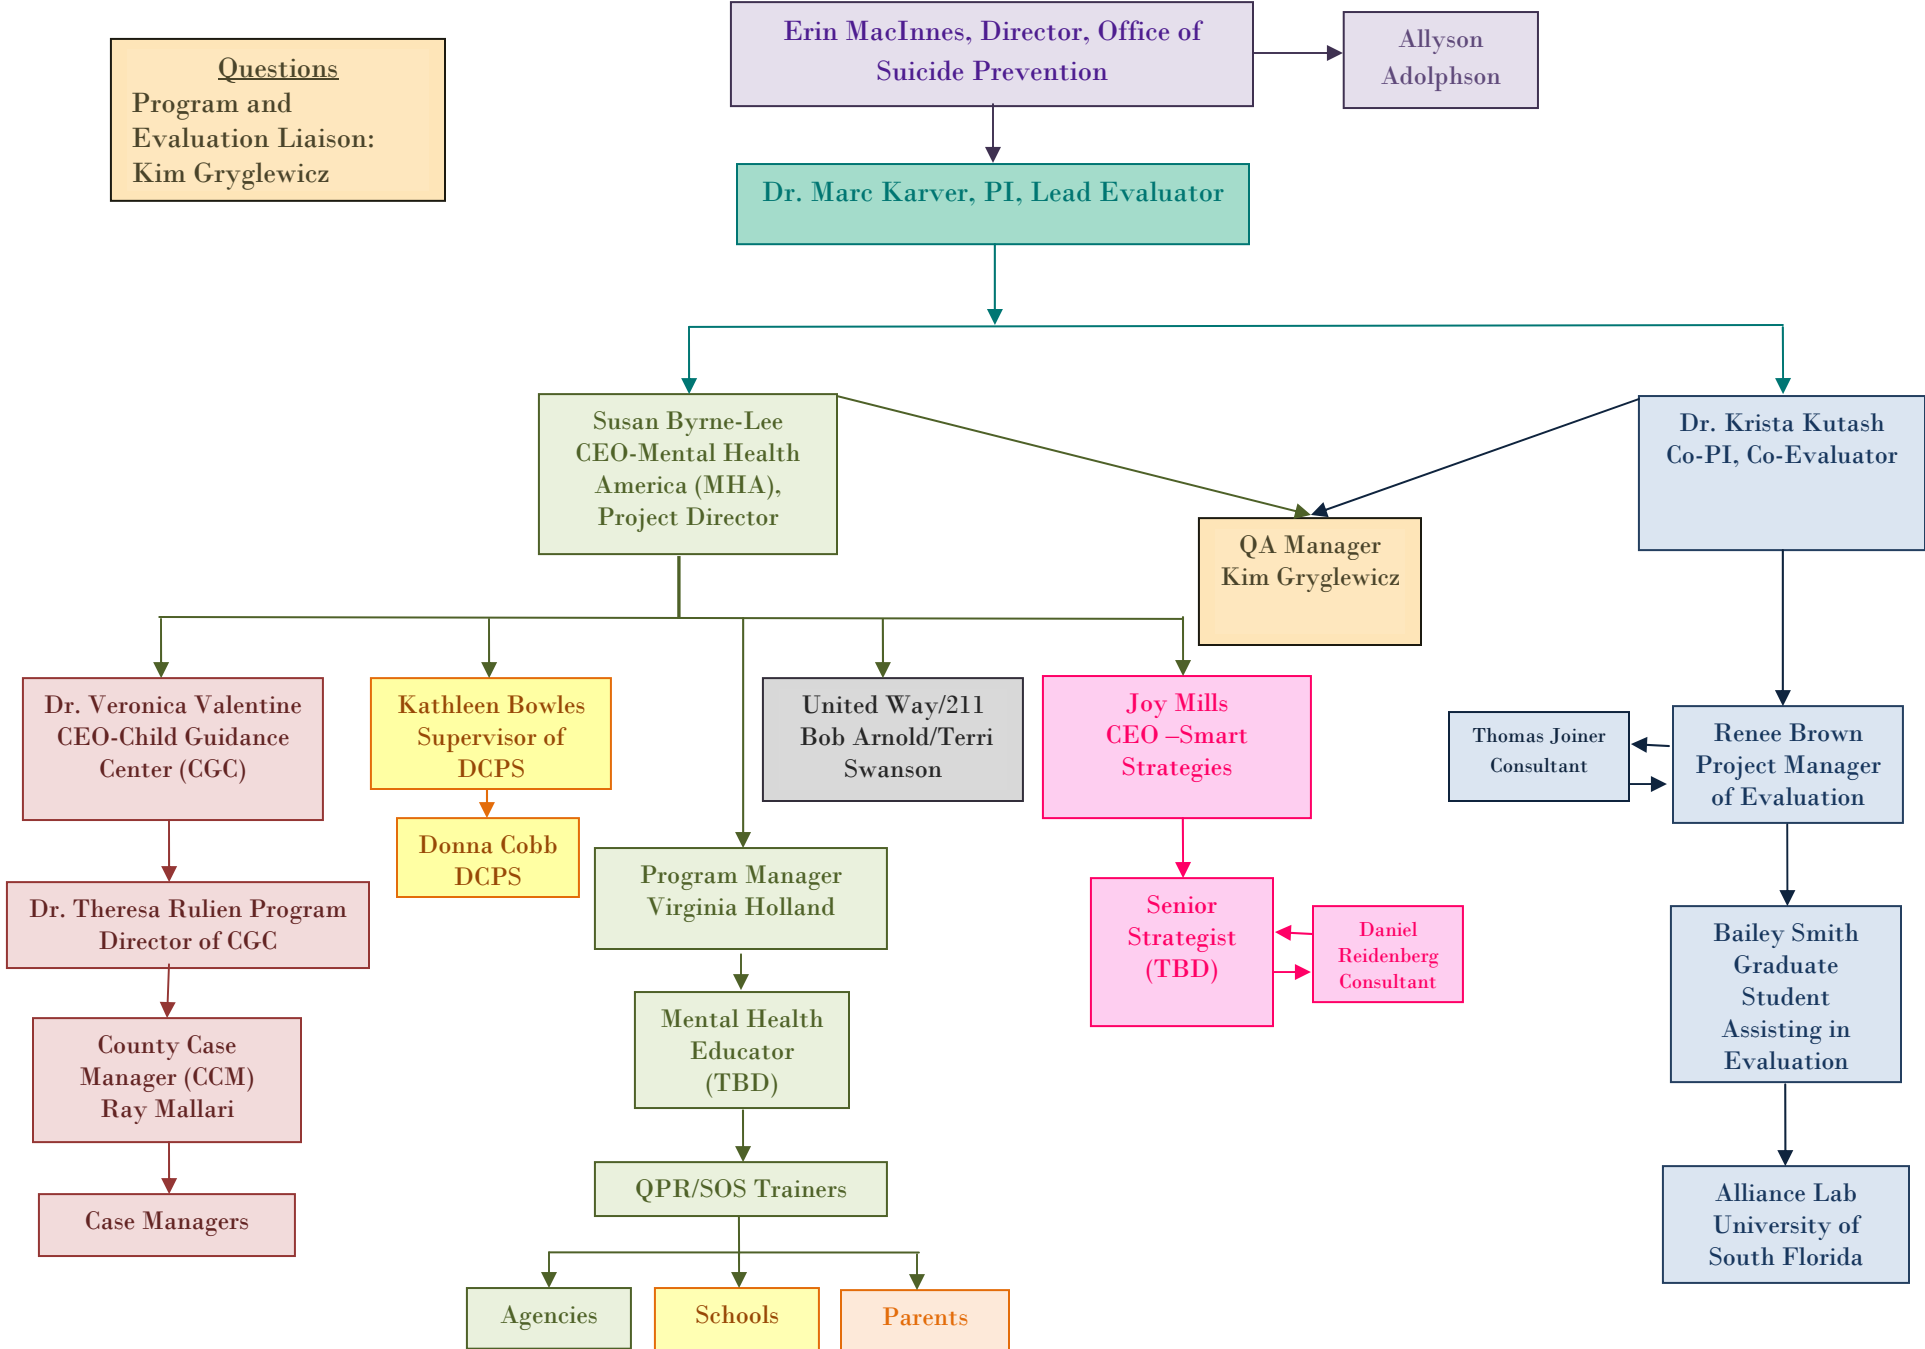 Erin MacInnes, Director, Office of
Suicide Prevention
Allyson
Adolphson
Questions
Program and
Evaluation Liaison:
Kim Gryglewicz
Dr. Marc Karver, PI, Lead Evaluator
Susan Byrne-Lee
CEO-Mental Health
America (MHA),
Project Director
Dr. Krista Kutash
Co-PI, Co-Evaluator
QA Manager
Kim Gryglewicz
Dr. Veronica Valentine
CEO-Child Guidance
Center (CGC)
Kathleen Bowles
Supervisor of
DCPS
United Way/211
Bob Arnold/Terri
Swanson
Joy Mills
CEO –Smart
Strategies
Thomas Joiner
Consultant
Renee Brown
Project Manager
of Evaluation
Donna Cobb
DCPS
Program Manager
Virginia Holland
Dr. Theresa Rulien Program
Director of CGC
Senior
Strategist
(TBD)
Daniel
Reidenberg
Consultant
Bailey Smith
Graduate
Student
Assisting in
Evaluation
County Case
Manager (CCM)
Ray Mallari
Mental Health
Educator
(TBD)
QPR/SOS Trainers
Case Managers
Alliance Lab
University of
South Florida
Agencies
Schools
Parents